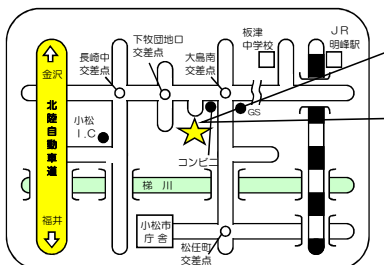 金沢
北陸自動車道
福井
長崎中
交差点
下牧団地口
交差点
大島南
交差点
板津
中学校
JR
明峰駅
小松
I.C
GS
コンビニ
梯川
小松市
庁舎
松任町
交差点